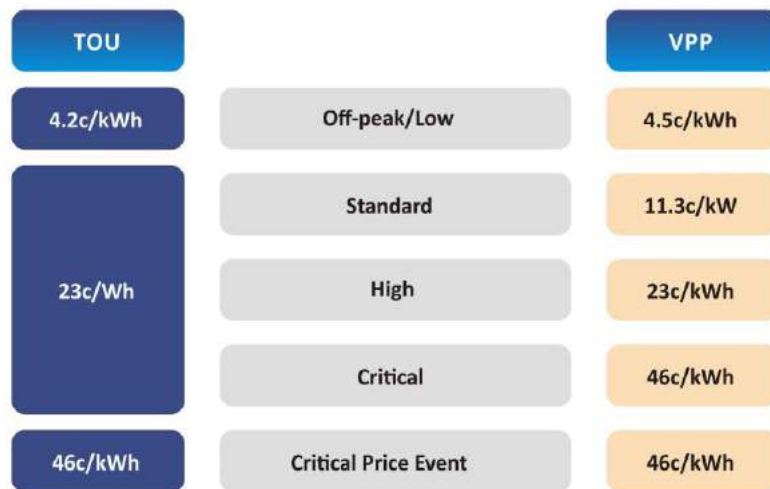 TOU
VPP
4.2c/kWh
Off-peak/Low
4.5c/kWh
Standard
11.3c/kW
23c/Wh
High
23c/kWh
Critical
46c/kWh
46c/kWh
Critical Price Event
46c/kWh